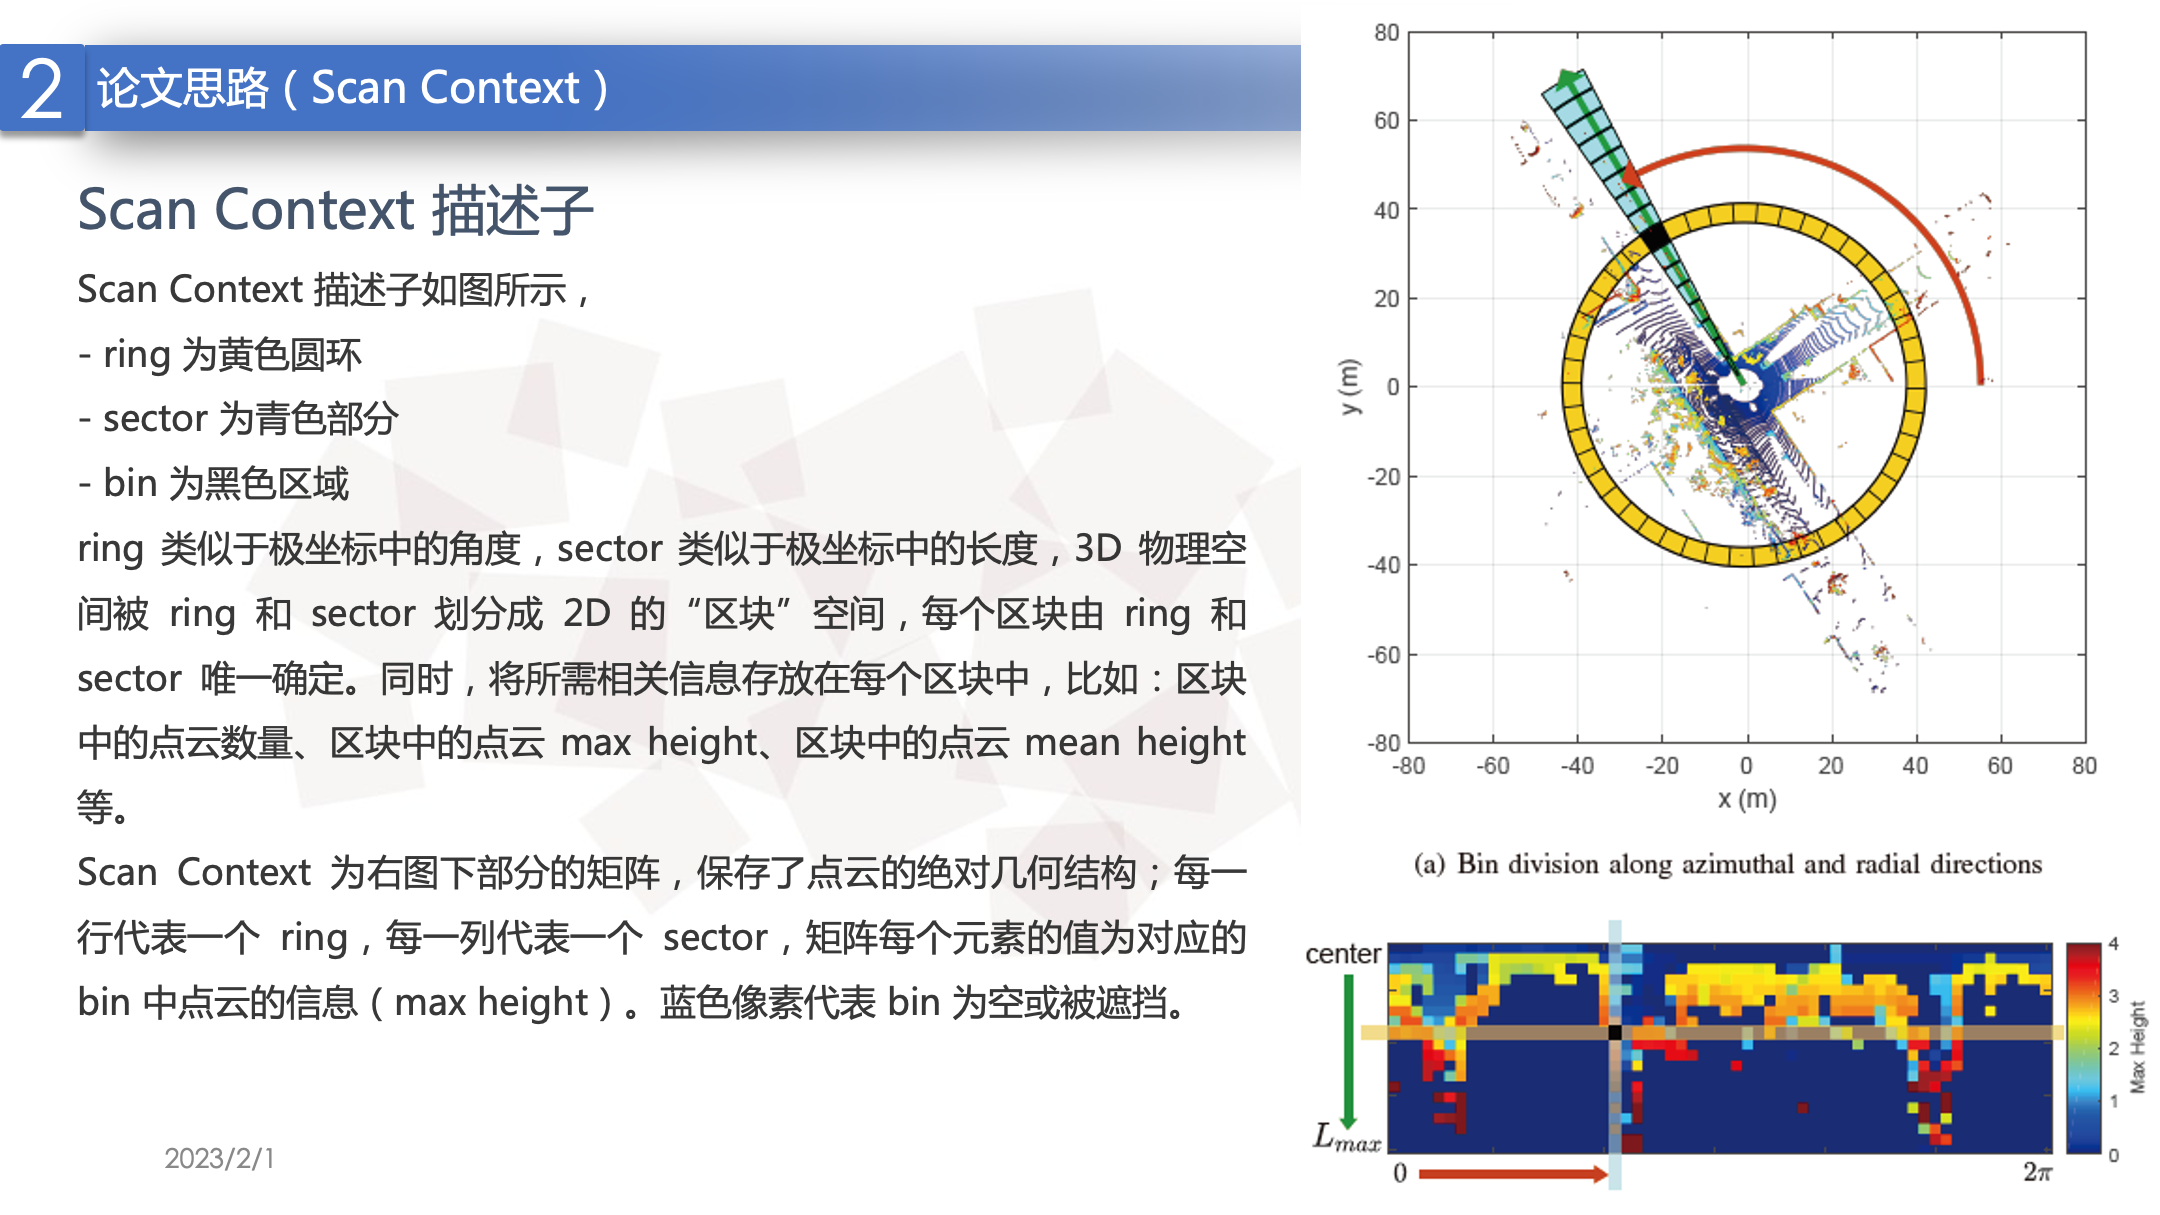 2 论文思路（Scan Context）
Scan Context 描述子
Scan Context 描述子如图所示，
- ring 为黄色圆环
- sector 为青色部分
- bin 为黑色区域
ring 类似于极坐标中的角度，sector 类似于极坐标中的长度，3D 物理空
间被 ring 和 sector 划分成 2D 的“区块”空间，每个区块由 ring 和
sector 唯一确定。同时，将所需相关信息存放在每个区块中，比如：区块
中的点云数量、区块中的点云 max height、区块中的点云 mean height
等。
Scan Context 为右图下部分的矩阵，保存了点云的绝对几何结构；每一
行代表一个 ring，每一列代表一个 sector，矩阵每个元素的值为对应的
bin 中点云的信息（max height）。蓝色像素代表 bin 为空或被遮挡。
2023/2/1
80
60
40
20
0
-20
-40
-60
-80
y (m)
-80 -60 -40 -20 0 20 40 60 80
x (m)
(a) Bin division along azimuthal and radial directions
center
L_max
0
2π
4
3
2
1
0
Max Height